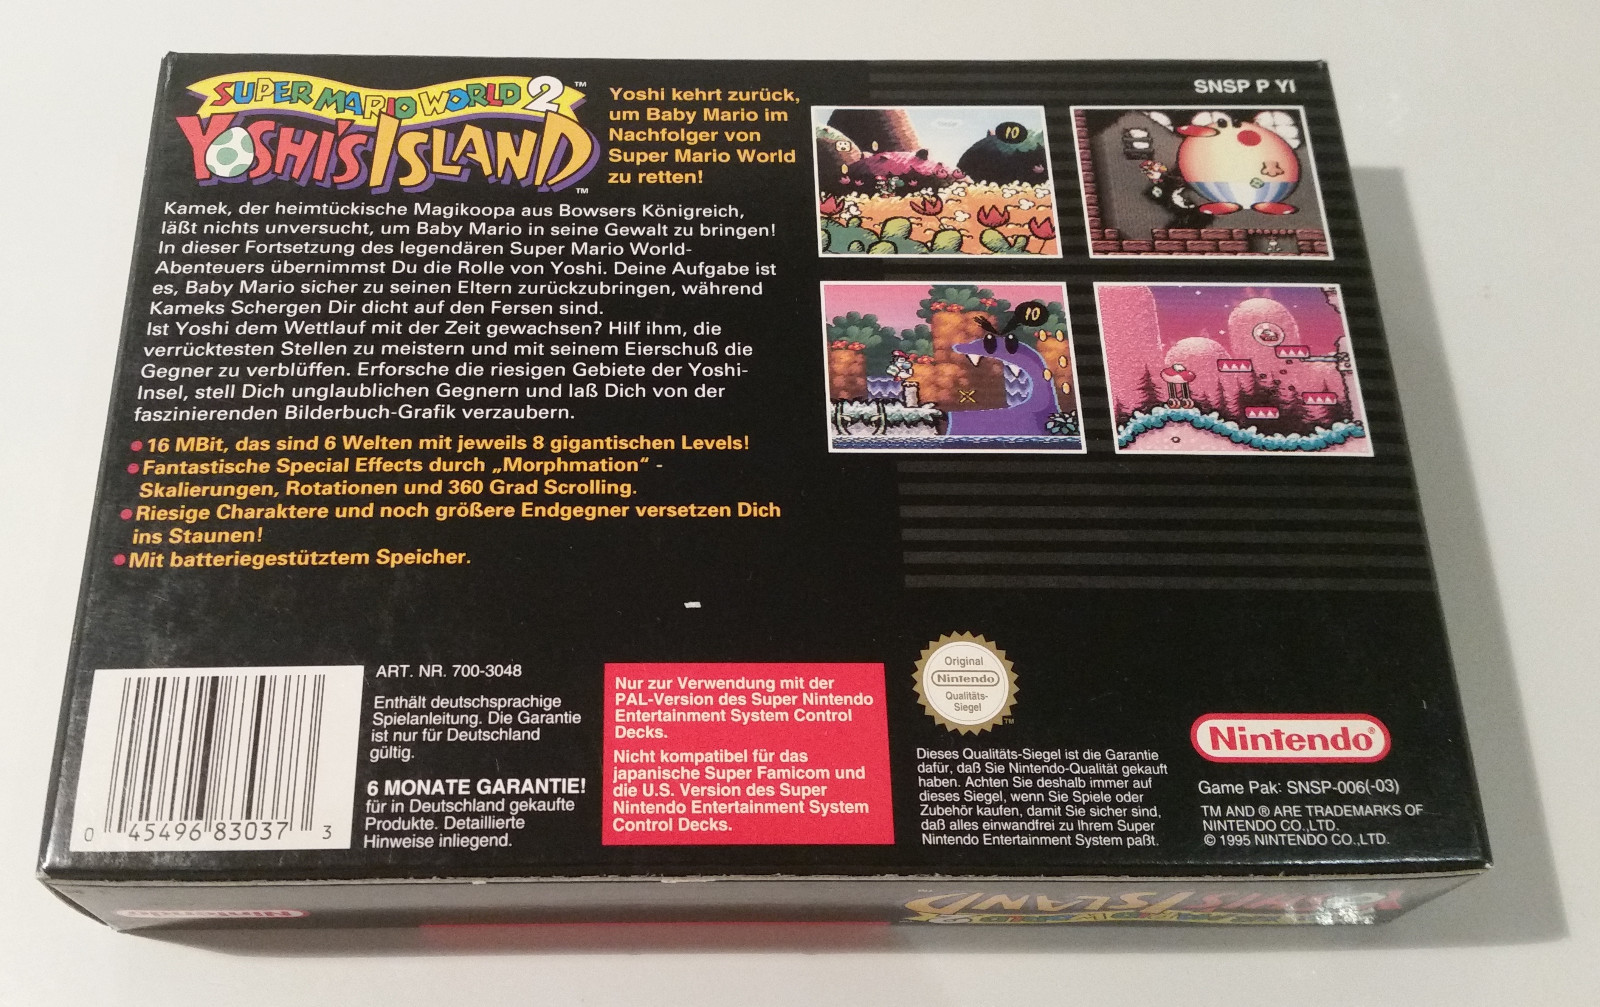 SUPER MARIO WORLD 2 ™
YOSHI'S ISLAND ™
Yoshi kehrt zurück,
um Baby Mario im
Nachfolger von
Super Mario World
zu retten!
SNSP P YI
Kamek, der heimtückische Magikoopa aus Bowsers Königreich,
läßt nichts unversucht, um Baby Mario in seine Gewalt zu bringen!
In dieser Fortsetzung des legendären Super Mario World-
Abenteuers übernimmst Du die Rolle von Yoshi. Deine Aufgabe ist
es, Baby Mario sicher zu seinen Eltern zurückzubringen, während
Kameks Schergen Dir dicht auf den Fersen sind.
Ist Yoshi dem Wettlauf mit der Zeit gewachsen? Hilf ihm, die
verrücktesten Stellen zu meistern und mit seinem Eierschuß die
Gegner zu verblüffen. Erforsche die riesigen Gebiete der Yoshi-
Insel, stell Dich unglaublichen Gegnern und laß Dich von der
faszinierenden Bilderbuch-Grafik verzaubern.
10
10
• 16 MBit, das sind 6 Welten mit jeweils 8 gigantischen Levels!
• Fantastische Special Effects durch „Morphmation“ -
Skalierungen, Rotationen und 360 Grad Scrolling.
• Riesige Charaktere und noch größere Endgegner versetzen Dich
ins Staunen!
• Mit batteriegestütztem Speicher.
0 45496 83037 3
ART. NR. 700-3048
Enthält deutschsprachige
Spielanleitung. Die Garantie
ist nur für Deutschland
gültig.
6 MONATE GARANTIE!
für in Deutschland gekaufte
Produkte. Detaillierte
Hinweise inliegend.
Nur zur Verwendung mit der
PAL-Version des Super Nintendo
Entertainment System Control
Decks.
Nicht kompatibel für das
japanische Super Famicom und
die U.S. Version des Super
Nintendo Entertainment System
Control Decks.
Original
Nintendo
Qualitäts-
Siegel
TM
Dieses Qualitäts-Siegel ist die Garantie
dafür, daß Sie Nintendo-Qualität gekauft
haben. Achten Sie deshalb immer auf
dieses Siegel, wenn Sie Spiele oder
Zubehör kaufen, damit Sie sicher sind,
daß alles einwandfrei zu Ihrem Super
Nintendo Entertainment System paßt.
Nintendo®
Game Pak: SNSP-006(-03)
TM AND ® ARE TRADEMARKS OF
NINTENDO CO.,LTD.
© 1995 NINTENDO CO.,LTD.
Nintendo
YOSHI'S ISLAND